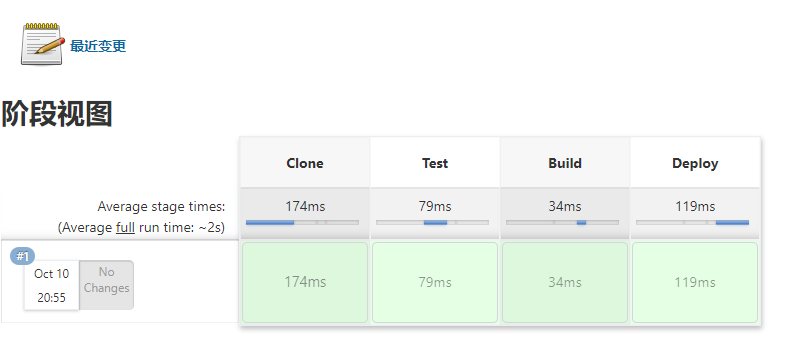 最近变更
阶段视图
Clone Test Build Deploy
Average stage times: 174ms 79ms 34ms 119ms
(Average full run time: ~2s)
#1
Oct 10 No
Changes
20:55
174ms 79ms 34ms 119ms